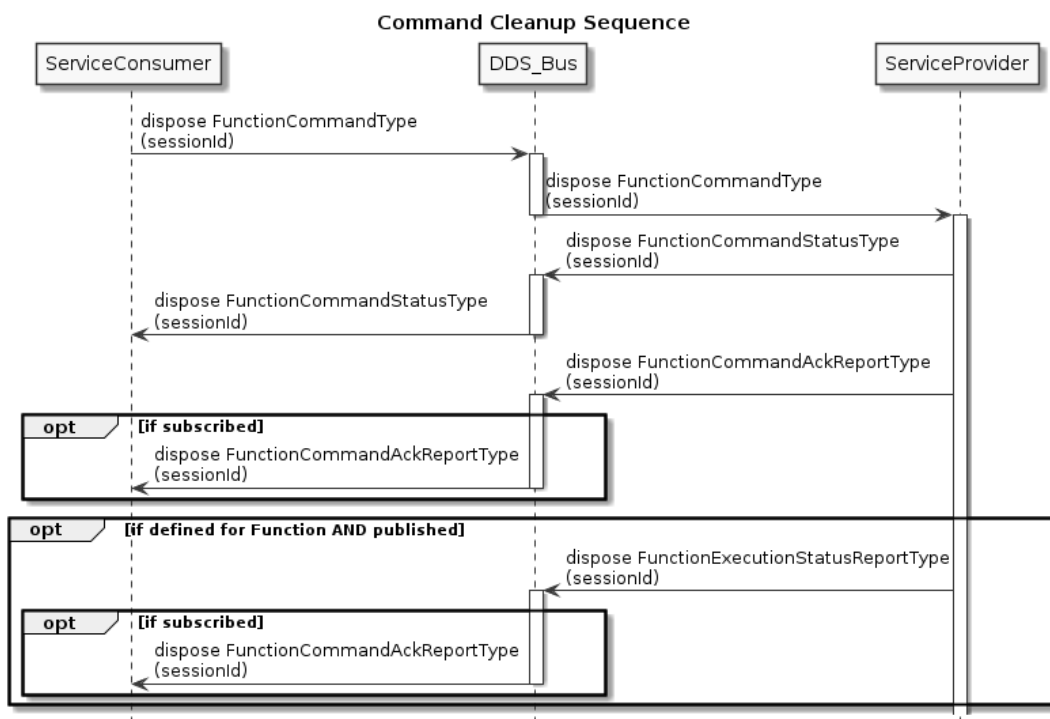 Command Cleanup Sequence
ServiceConsumer
DDS_Bus
ServiceProvider
dispose FunctionCommandType
(sessionId)
dispose FunctionCommandType
(sessionId)
dispose FunctionCommandStatusType
(sessionId)
dispose FunctionCommandStatusType
(sessionId)
dispose FunctionCommandAckReportType
(sessionId)
opt [if subscribed]
dispose FunctionCommandAckReportType
(sessionId)
opt [if defined for Function AND published]
dispose FunctionExecutionStatusReportType
(sessionId)
opt [if subscribed]
dispose FunctionCommandAckReportType
(sessionId)